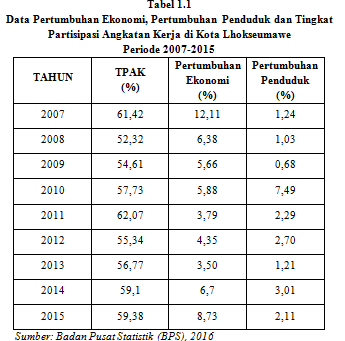 Tabel 1.1
Data Pertumbuhan Ekonomi, Pertumbuhan Penduduk dan Tingkat
Partisipasi Angkatan Kerja di Kota Lhokseumawe
Periode 2007-2015
TAHUN TPAK (%) Pertumbuhan Ekonomi (%) Pertumbuhan Penduduk (%)
2007 61,42 12,11 1,24
2008 52,32 6,38 1,03
2009 54,61 5,66 0,68
2010 57,73 5,88 7,49
2011 62,07 3,79 2,29
2012 55,34 4,35 2,70
2013 56,77 3,50 1,21
2014 59,1 6,7 3,01
2015 59,38 8,73 2,11
Sumber: Badan Pusat Statistik (BPS), 2016